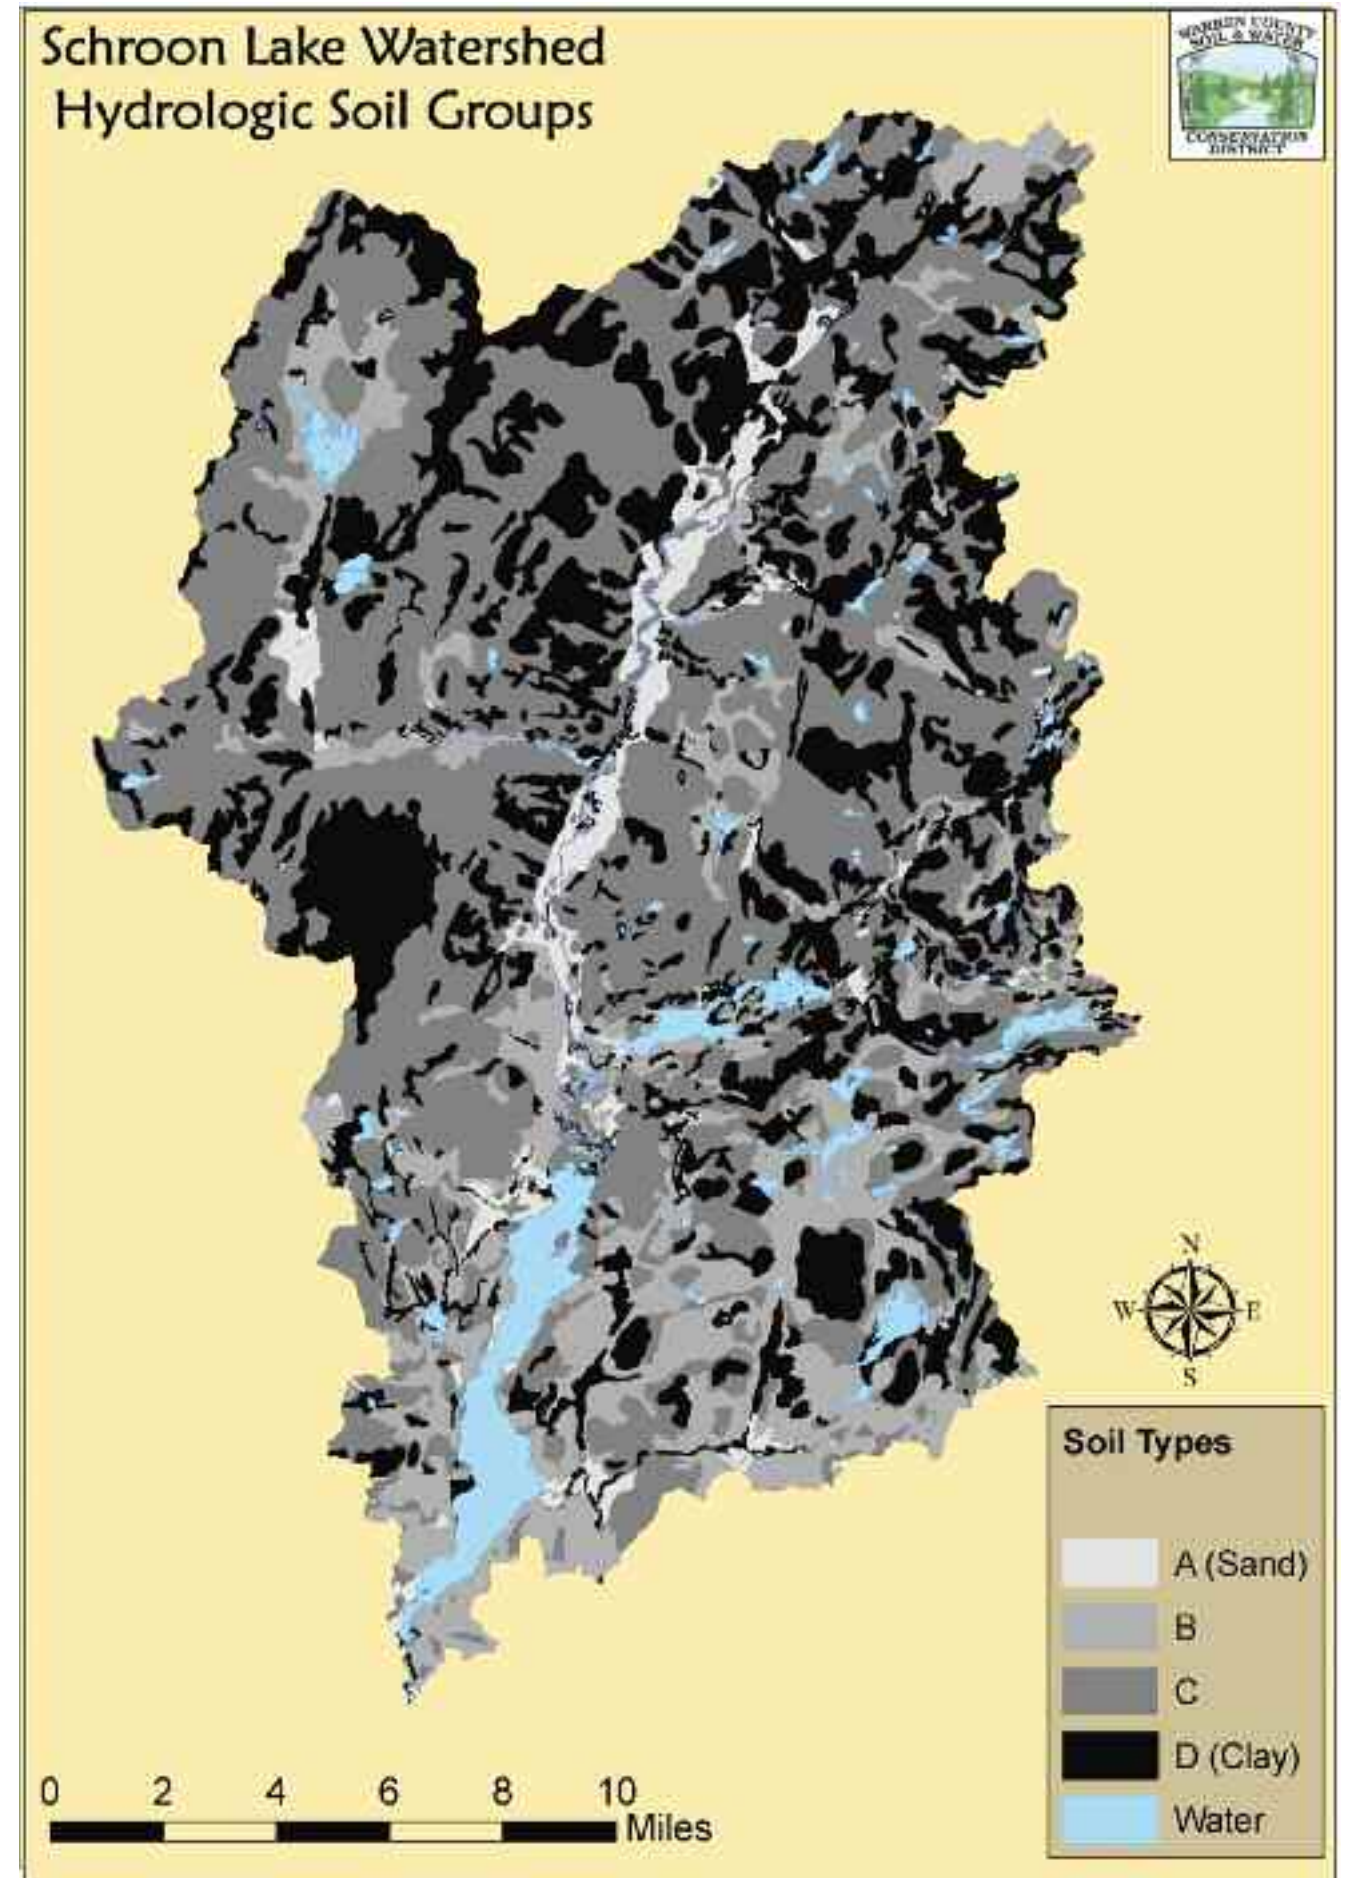 Schroon Lake Watershed
Hydrologic Soil Groups
WARREN COUNTY
SOIL & WATER
CONSERVATION
DISTRICT
N
W E
S
Soil Types
A (Sand)
B
C
D (Clay)
Water
0 2 4 6 8 10
Miles